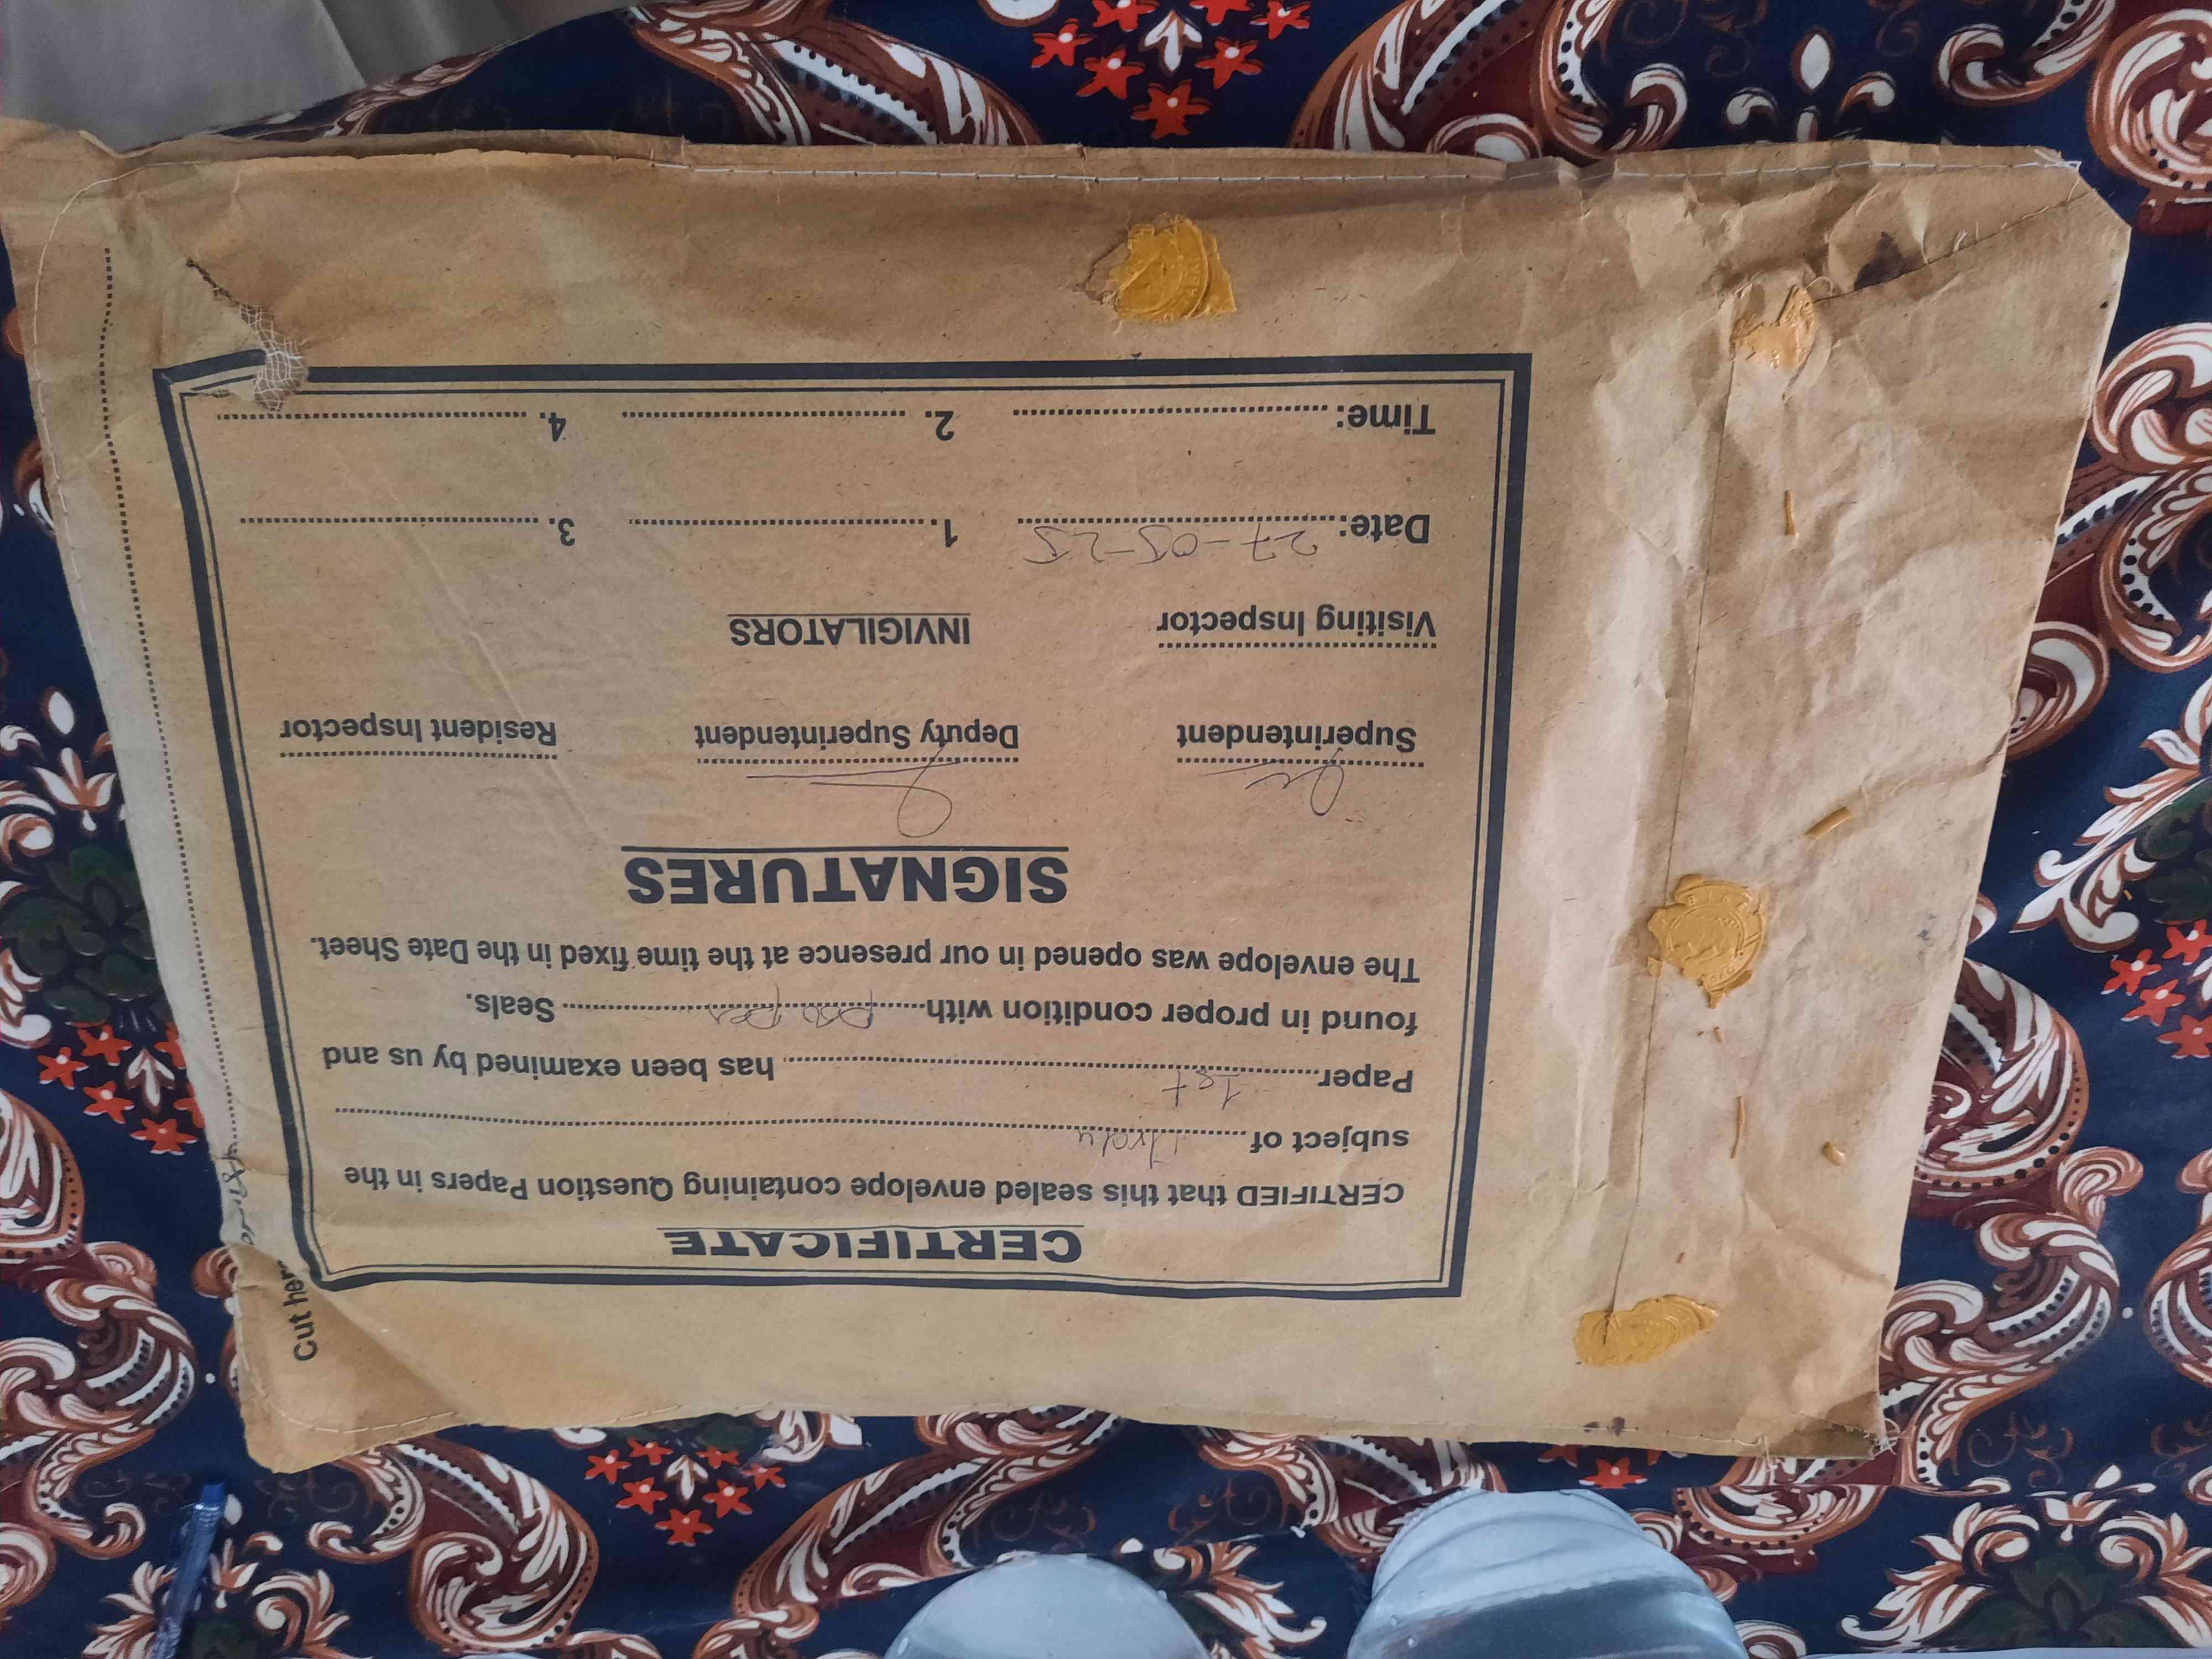 CERTIFICATE
CERTIFIED that this sealed envelope containing Question Papers in the
subject of Urdu
Paper 1st has been examined by us and
found in proper condition with Seals.
The envelope was opened in our presence at the time fixed in the Date Sheet.
SIGNATURES
Superintendent Deputy Superintendent Resident Inspector
Visiting Inspector INVIGILATORS
Date: 27-05-25 1. 3.
Time: 2. 4.
Cut her